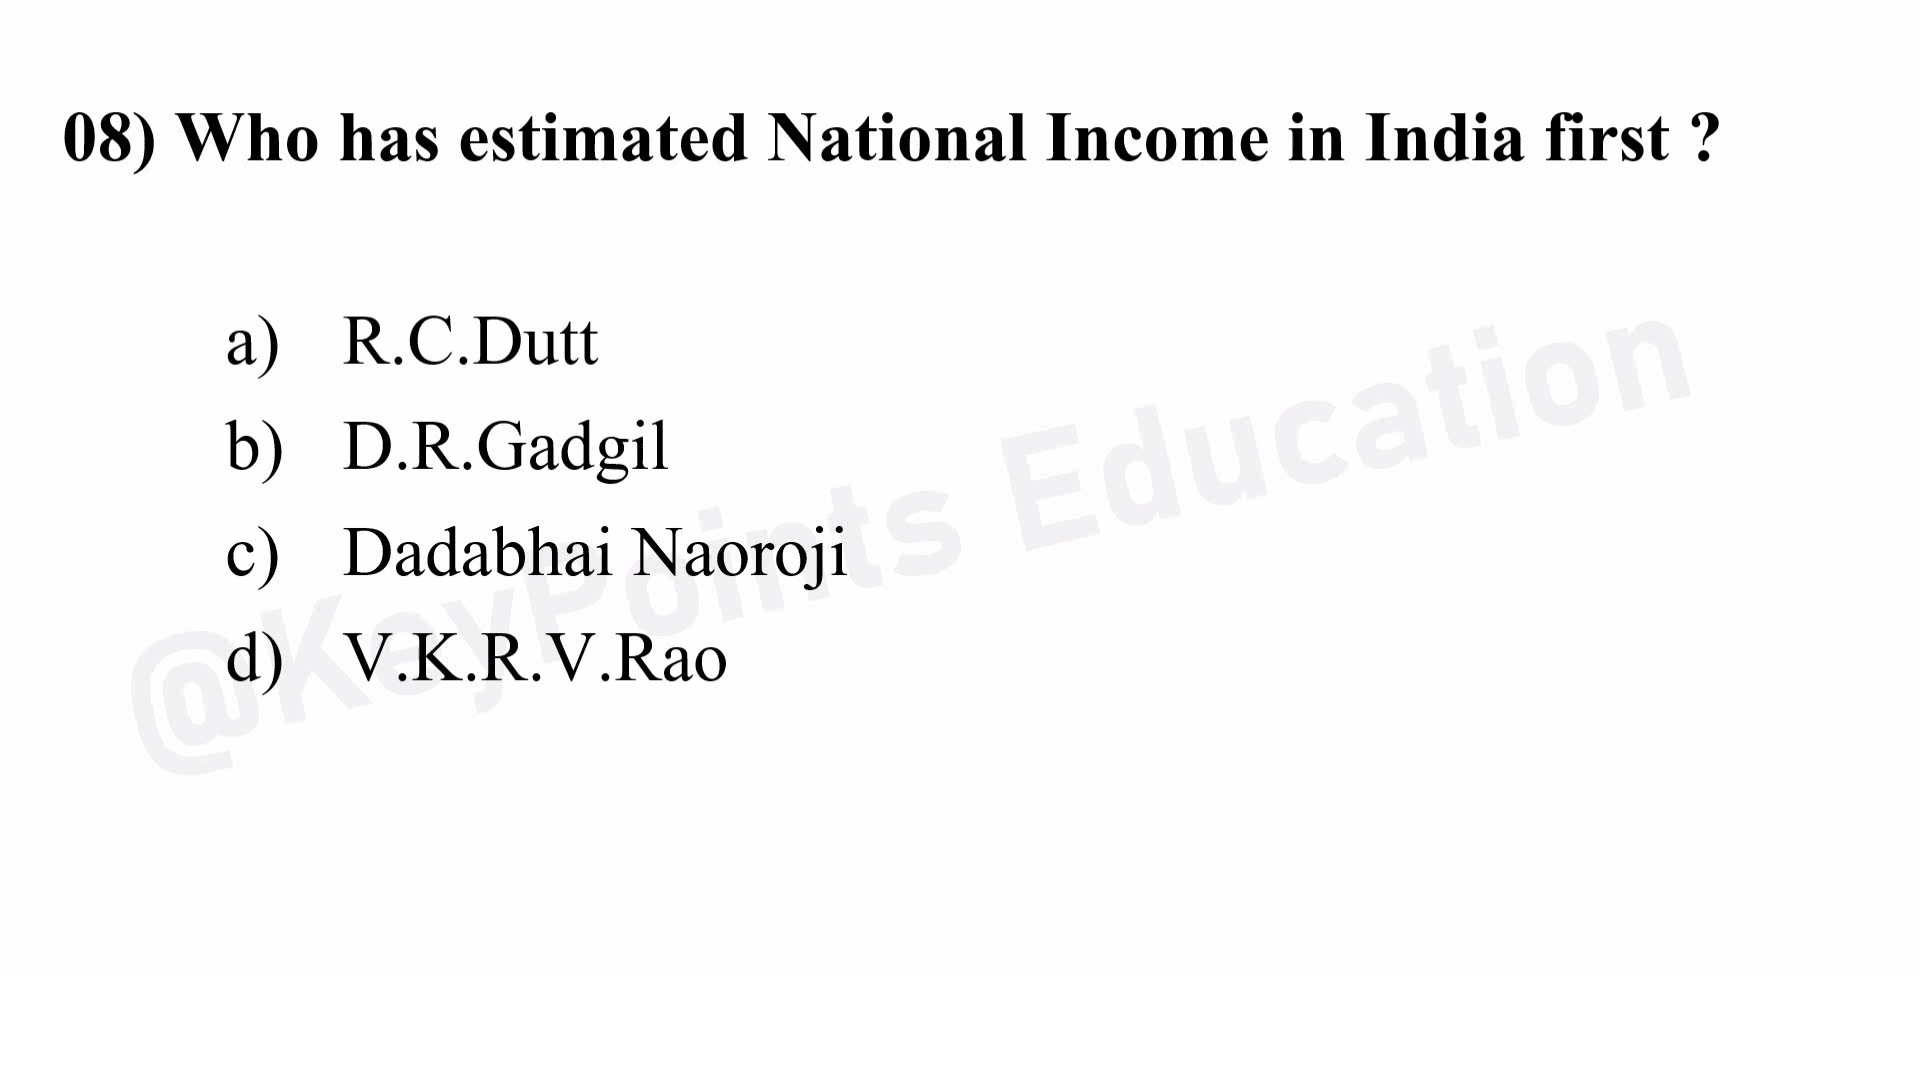 08) Who has estimated National Income in India first ?
a) R.C.Dutt
b) D.R.Gadgil
c) Dadabhai Naoroji
d) V.K.R.V.Rao
@KeyPoints Education